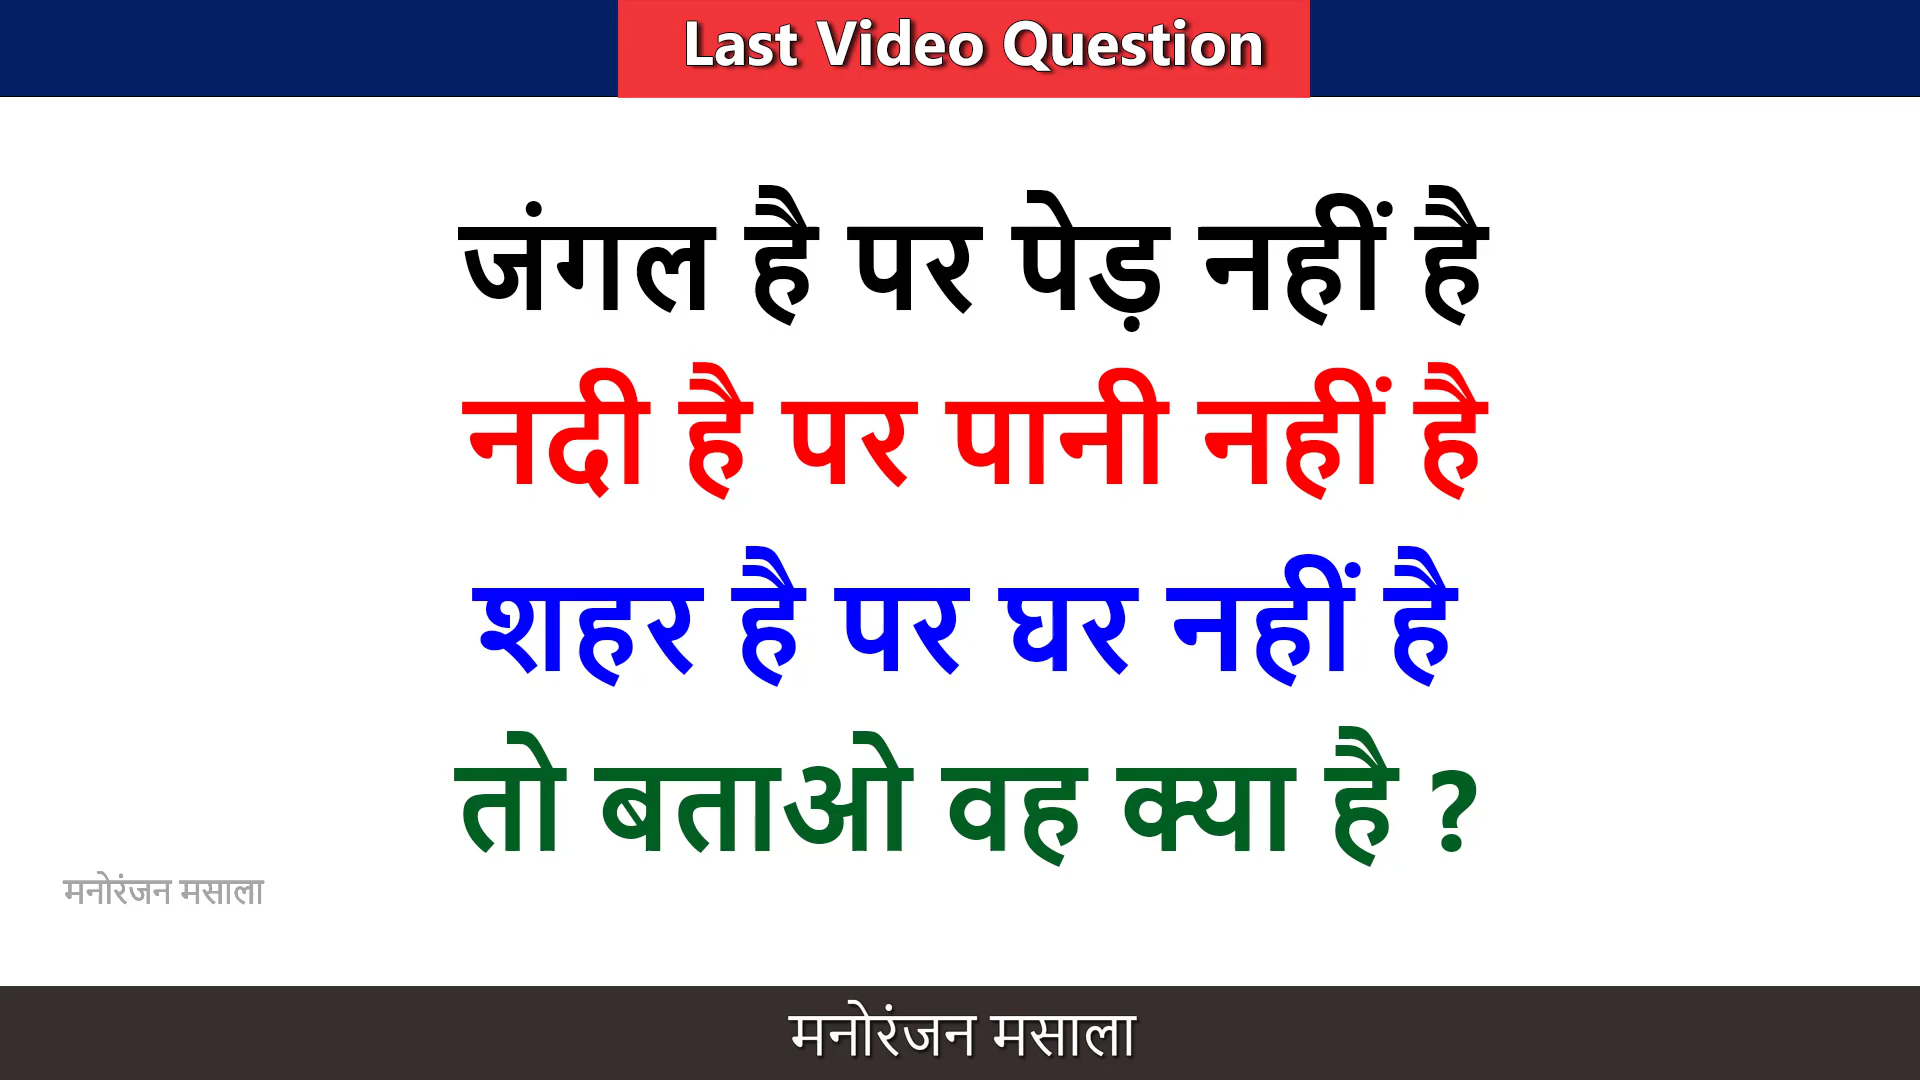 Last Video Question
जंगल है पर पेड़ नहीं है
नदी है पर पानी नहीं है
शहर है पर घर नहीं है
तो बताओ वह क्या है ?
मनोरंजन मसाला
मनोरंजन मसाला